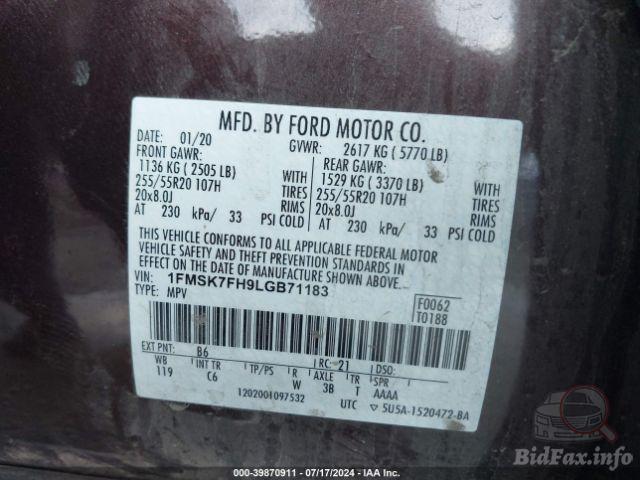 MFD. BY FORD MOTOR CO.
DATE: 01/20 GVWR: 2617 KG ( 5770 LB)
FRONT GAWR: REAR GAWR:
1136 KG ( 2505 LB) WITH 1529 KG ( 3370 LB) WITH
255/55R20 107H TIRES 255/55R20 107H TIRES
20x8.0J RIMS 20x8.0J RIMS
AT 230 kPa/ 33 PSI COLD AT 230 kPa/ 33 PSI COLD
THIS VEHICLE CONFORMS TO ALL APPLICABLE FEDERAL MOTOR
VEHICLE SAFETY AND THEFT PREVENTION STANDARDS IN
EFFECT ON THE DATE OF MANUFACTURE SHOWN ABOVE.
VIN: 1FMSK7FH9LGB71183
TYPE: MPV
F0062
T0188
EXT PNT: B6 RC: 21 DSO:
WB INT TR TP/PS R AXLE TR SPR
119 C6 W 3B T AAAA
120200109 7532 UTC 5U5A-1520472-BA
000-39870911 - 07/17/2024 - IAA Inc.
BidFax.info